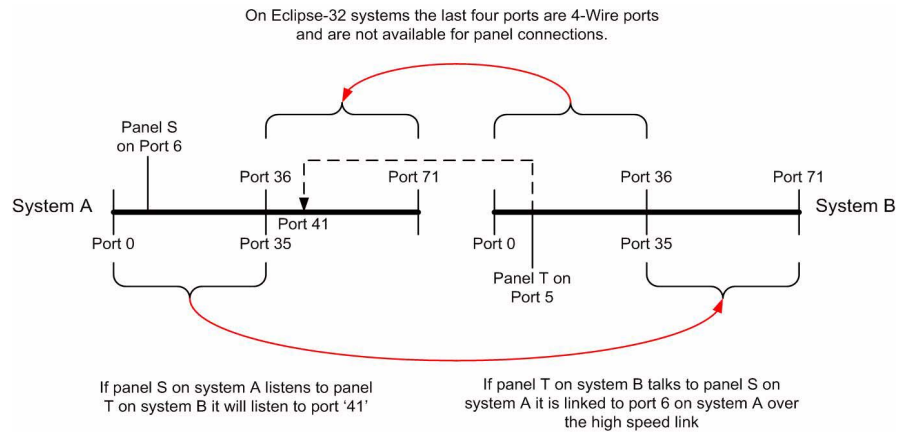 On Eclipse-32 systems the last four ports are 4-Wire ports
and are not available for panel connections.
Panel S
on Port 6
Port 36
Port 71
Port 36
Port 71
System A
System B
Port 41
Port 0
Port 35
Port 0
Port 35
Panel T on
Port 5
If panel S on system A listens to panel
T on system B it will listen to port ‘41’
If panel T on system B talks to panel S on
system A it is linked to port 6 on system A over
the high speed link